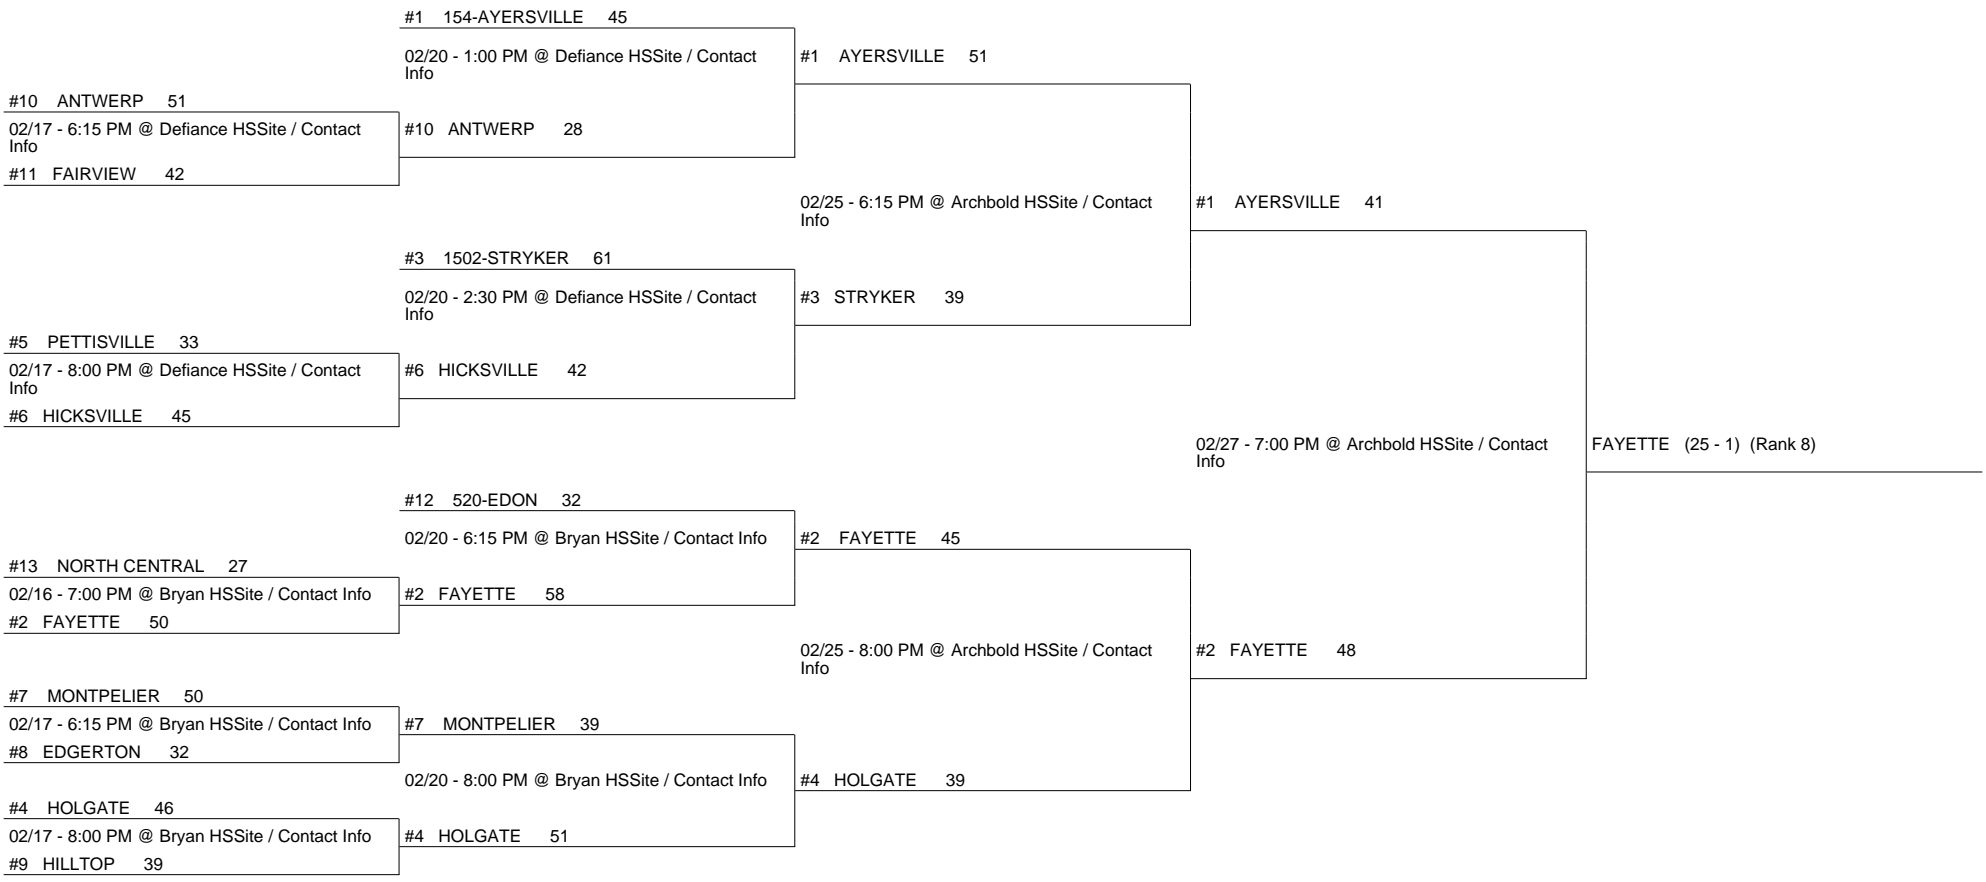 #1 154-AYERSVILLE 45
02/20 - 1:00 PM @ Defiance HSSite / Contact
Info
#1 AYERSVILLE 51
#10 ANTWERP 51
02/17 - 6:15 PM @ Defiance HSSite / Contact
Info
#10 ANTWERP 28
#11 FAIRVIEW 42
02/25 - 6:15 PM @ Archbold HSSite / Contact
Info
#1 AYERSVILLE 41
#3 1502-STRYKER 61
02/20 - 2:30 PM @ Defiance HSSite / Contact
Info
#3 STRYKER 39
#5 PETTISVILLE 33
02/17 - 8:00 PM @ Defiance HSSite / Contact
Info
#6 HICKSVILLE 42
#6 HICKSVILLE 45
02/27 - 7:00 PM @ Archbold HSSite / Contact
Info
FAYETTE (25 - 1) (Rank 8)
#12 520-EDON 32
02/20 - 6:15 PM @ Bryan HSSite / Contact Info
#2 FAYETTE 45
#13 NORTH CENTRAL 27
02/16 - 7:00 PM @ Bryan HSSite / Contact Info
#2 FAYETTE 58
#2 FAYETTE 50
02/25 - 8:00 PM @ Archbold HSSite / Contact
Info
#2 FAYETTE 48
#7 MONTPELIER 50
02/17 - 6:15 PM @ Bryan HSSite / Contact Info
#7 MONTPELIER 39
#8 EDGERTON 32
02/20 - 8:00 PM @ Bryan HSSite / Contact Info
#4 HOLGATE 39
#4 HOLGATE 46
02/17 - 8:00 PM @ Bryan HSSite / Contact Info
#4 HOLGATE 51
#9 HILLTOP 39